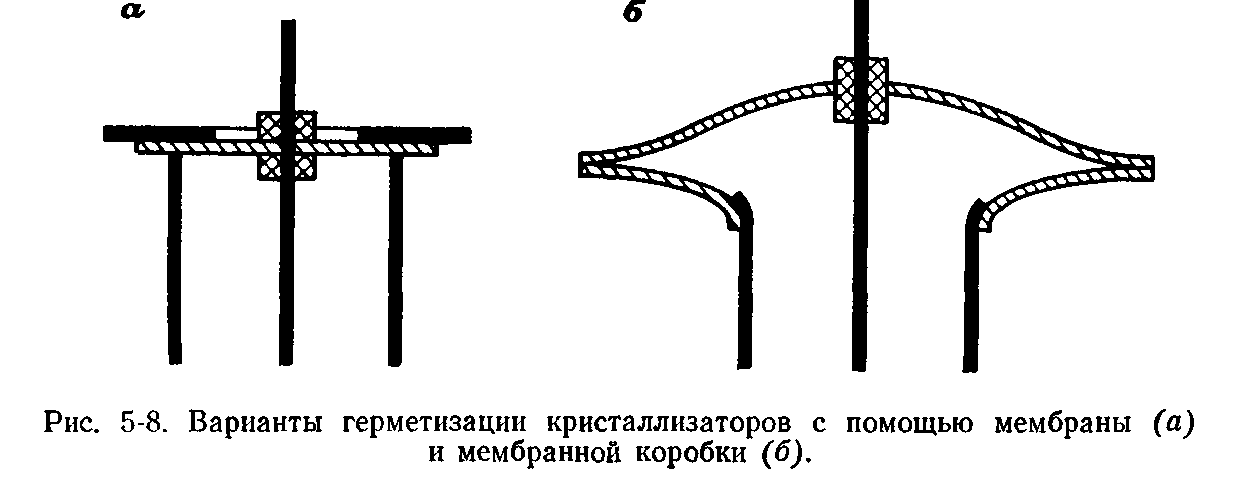 а б
Рис. 5-8. Варианты герметизации кристаллизаторов с помощью мембраны (а)
и мембранной коробки (б).